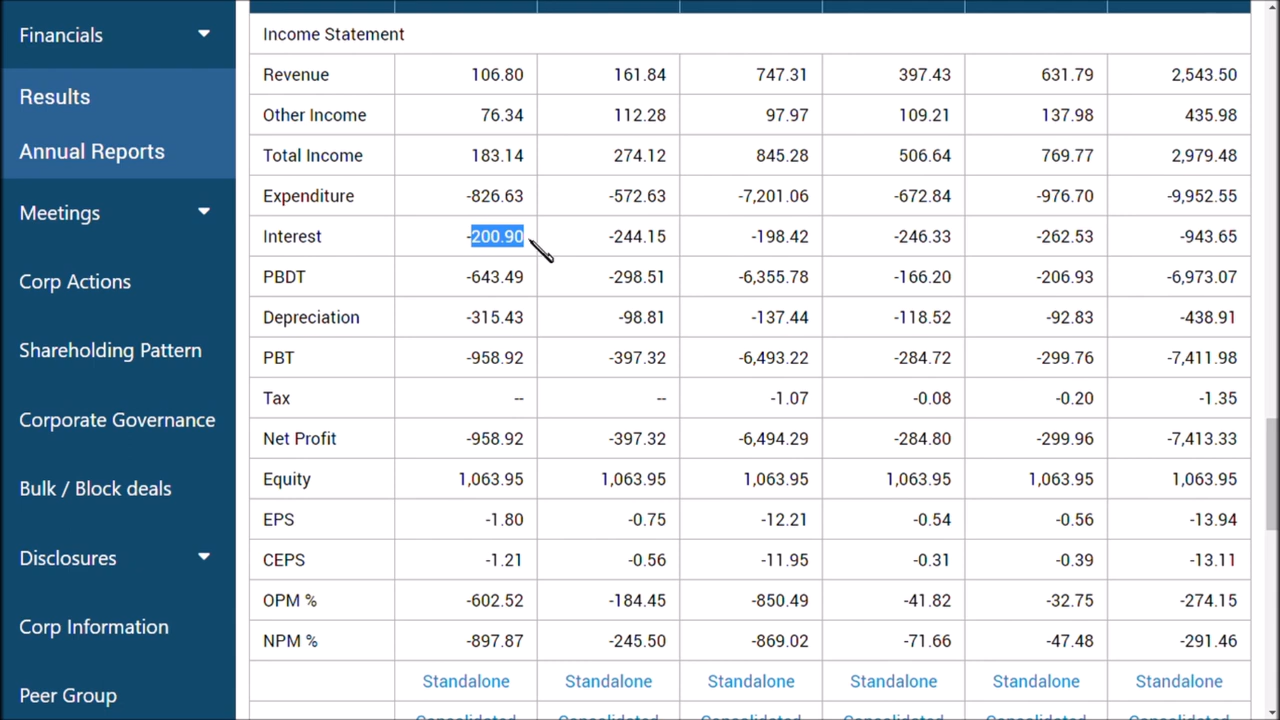 Financials
Results
Annual Reports
Meetings
Corp Actions
Shareholding Pattern
Corporate Governance
Bulk / Block deals
Disclosures
Corp Information
Peer Group
Income Statement
Revenue 106.80 161.84 747.31 397.43 631.79 2,543.50
Other Income 76.34 112.28 97.97 109.21 137.98 435.98
Total Income 183.14 274.12 845.28 506.64 769.77 2,979.48
Expenditure -826.63 -572.63 -7,201.06 -672.84 -976.70 -9,952.55
Interest -200.90 -244.15 -198.42 -246.33 -262.53 -943.65
PBDT -643.49 -298.51 -6,355.78 -166.20 -206.93 -6,973.07
Depreciation -315.43 -98.81 -137.44 -118.52 -92.83 -438.91
PBT -958.92 -397.32 -6,493.22 -284.72 -299.76 -7,411.98
Tax -- -- -1.07 -0.08 -0.20 -1.35
Net Profit -958.92 -397.32 -6,494.29 -284.80 -299.96 -7,413.33
Equity 1,063.95 1,063.95 1,063.95 1,063.95 1,063.95 1,063.95
EPS -1.80 -0.75 -12.21 -0.54 -0.56 -13.94
CEPS -1.21 -0.56 -11.95 -0.31 -0.39 -13.11
OPM % -602.52 -184.45 -850.49 -41.82 -32.75 -274.15
NPM % -897.87 -245.50 -869.02 -71.66 -47.48 -291.46
Standalone Standalone Standalone Standalone Standalone Standalone
Consolidated Consolidated Consolidated Consolidated Consolidated Consolidated